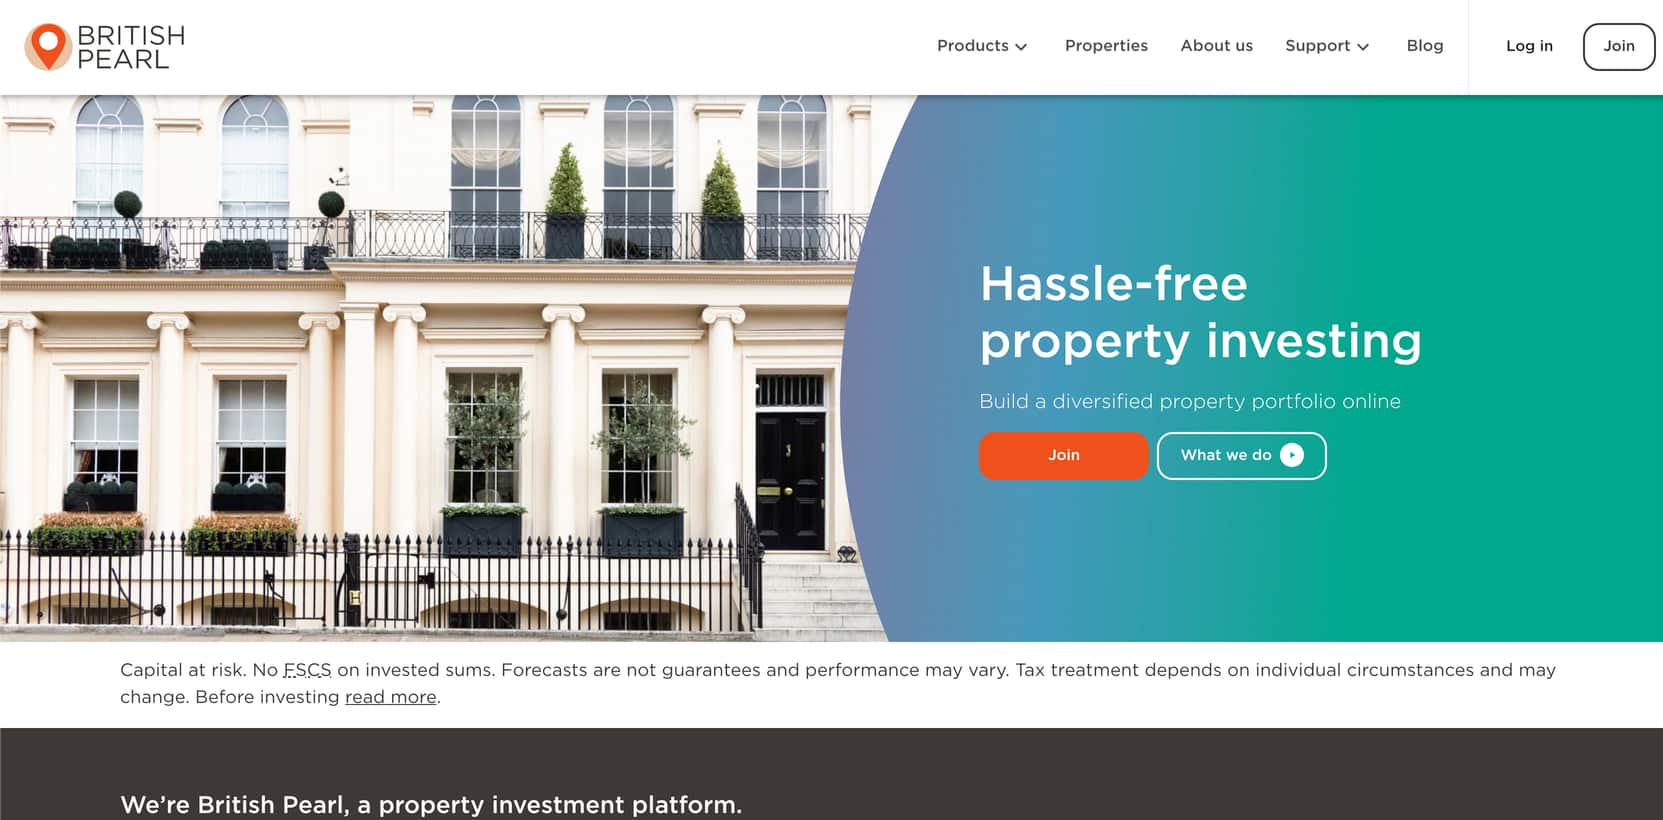 BRITISH
PEARL
Products
Properties
About us
Support
Blog
Log in
Join
Hassle-free
property investing
Build a diversified property portfolio online
Join
What we do
Capital at risk. No FSCS on invested sums. Forecasts are not guarantees and performance may vary. Tax treatment depends on individual circumstances and may
change. Before investing read more.
We’re British Pearl, a property investment platform.